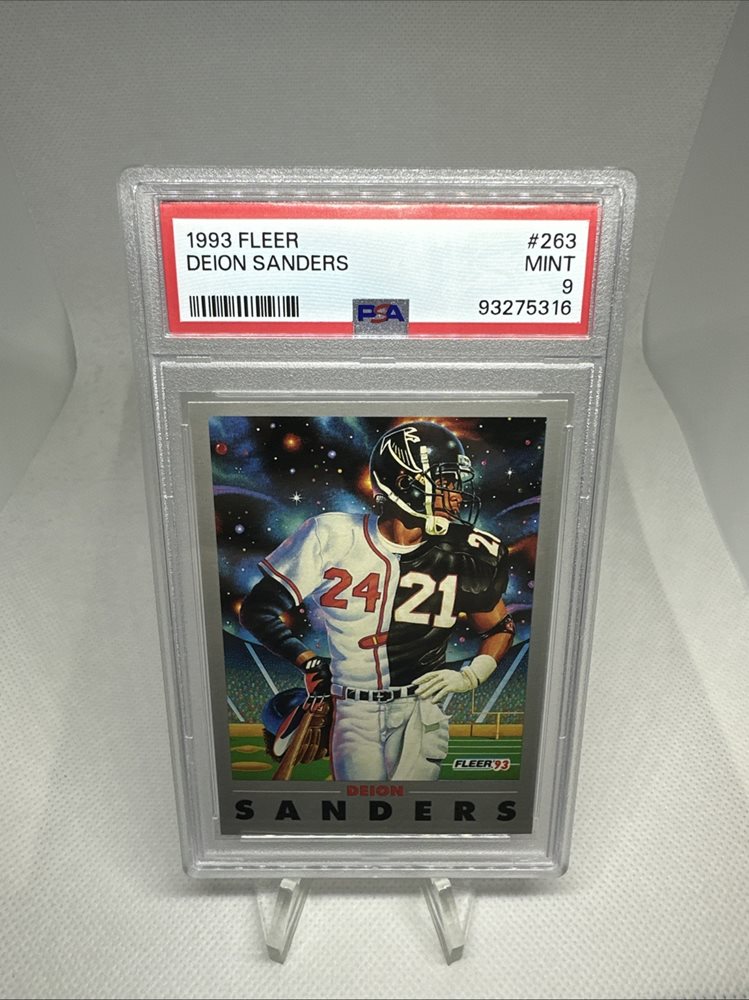 1993 FLEER #263
DEION SANDERS MINT
9
PSA 93275316
21
24 21
FLEER '93
DEION
SANDERS